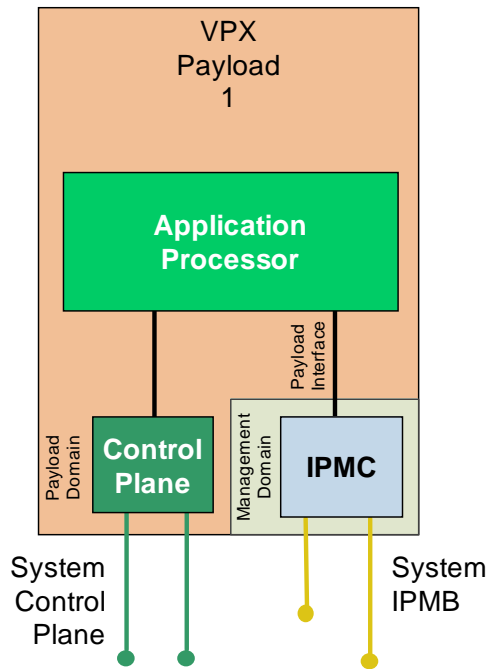 VPX
Payload
1
Application
Processor
Payload
Interface
Payload
Domain
Control
Plane
Management
Domain
IPMC
System
Control
Plane
System
IPMB